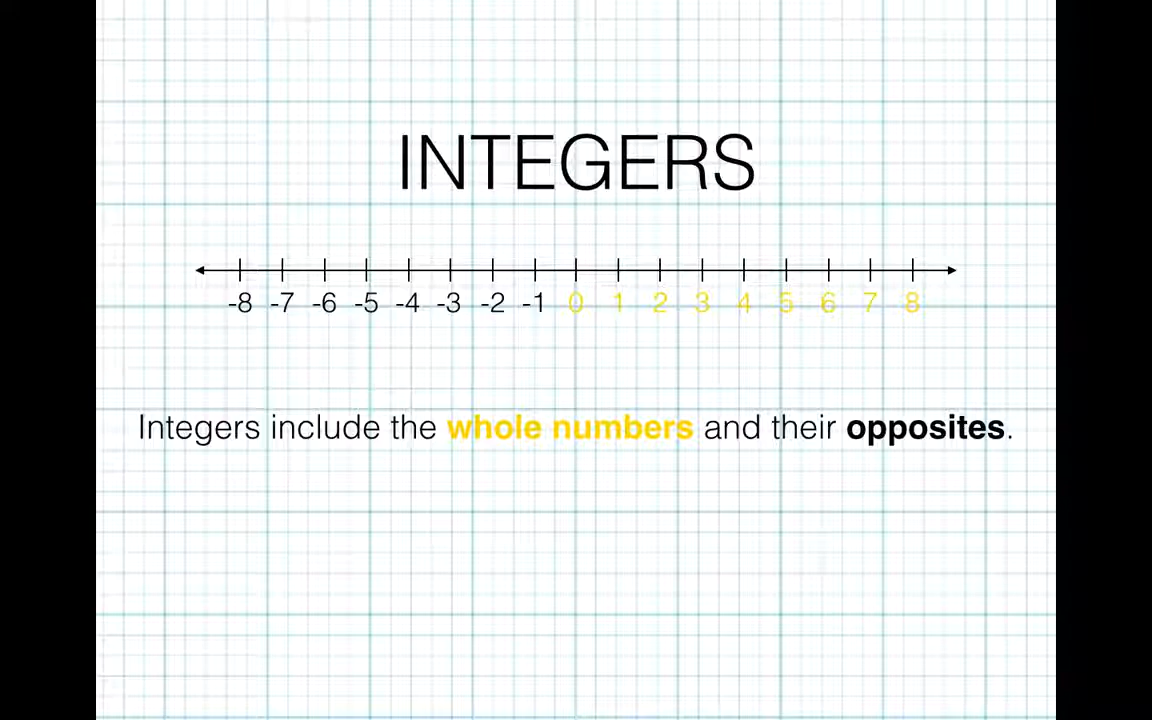 INTEGERS
-8 -7 -6 -5 -4 -3 -2 -1 0 1 2 3 4 5 6 7 8
Integers include the whole numbers and their opposites.